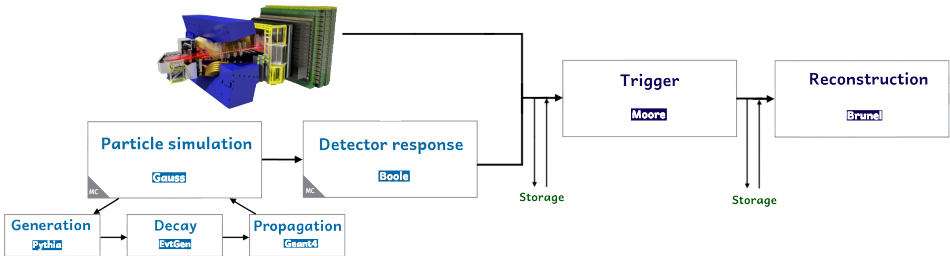 Trigger
Moore
Reconstruction
Brunel
Particle simulation
Gauss
MC
Detector response
Boole
MC
Storage
Storage
Generation
Pythia
Decay
EvtGen
Propagation
Geant4